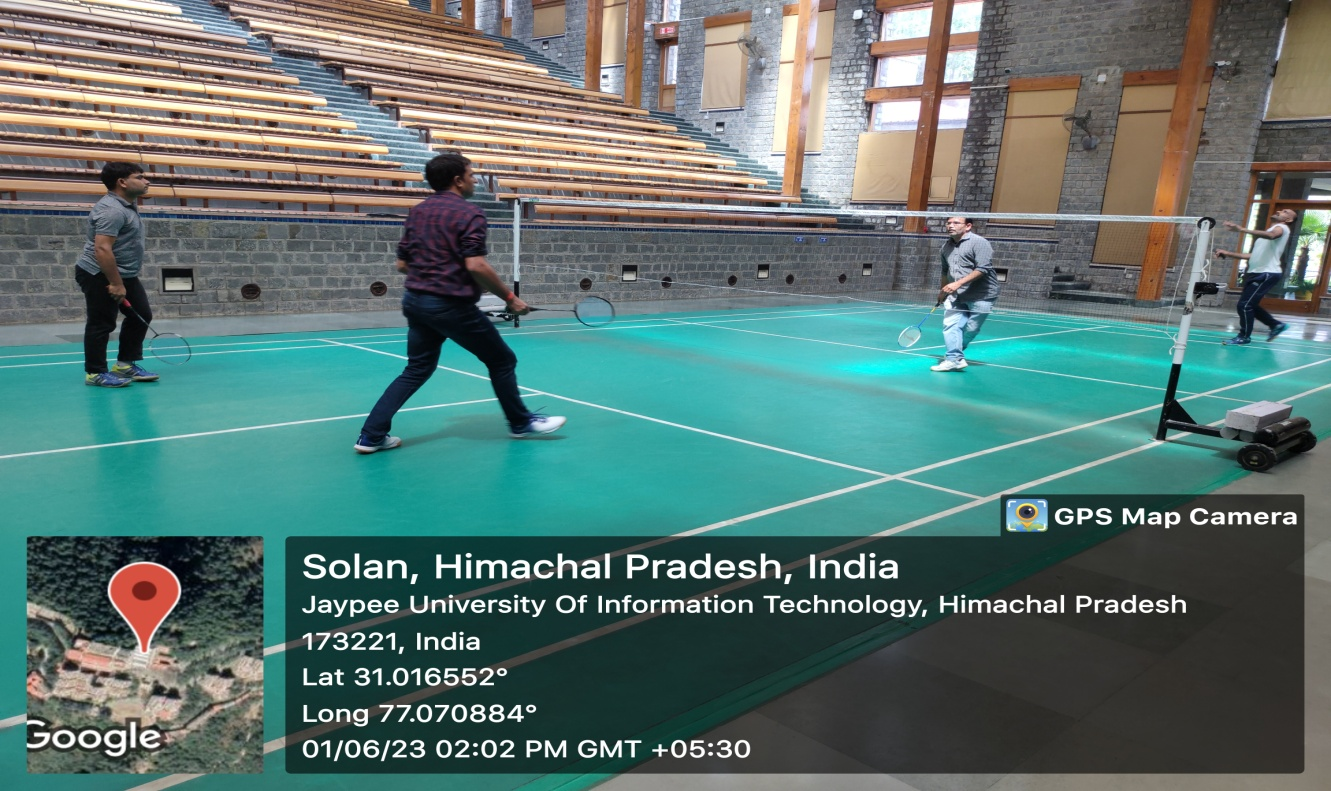 GPS Map Camera
Solan, Himachal Pradesh, India
Jaypee University Of Information Technology, Himachal Pradesh
173221, India
Lat 31.016552°
Long 77.070884°
01/06/23 02:02 PM GMT +05:30
Google